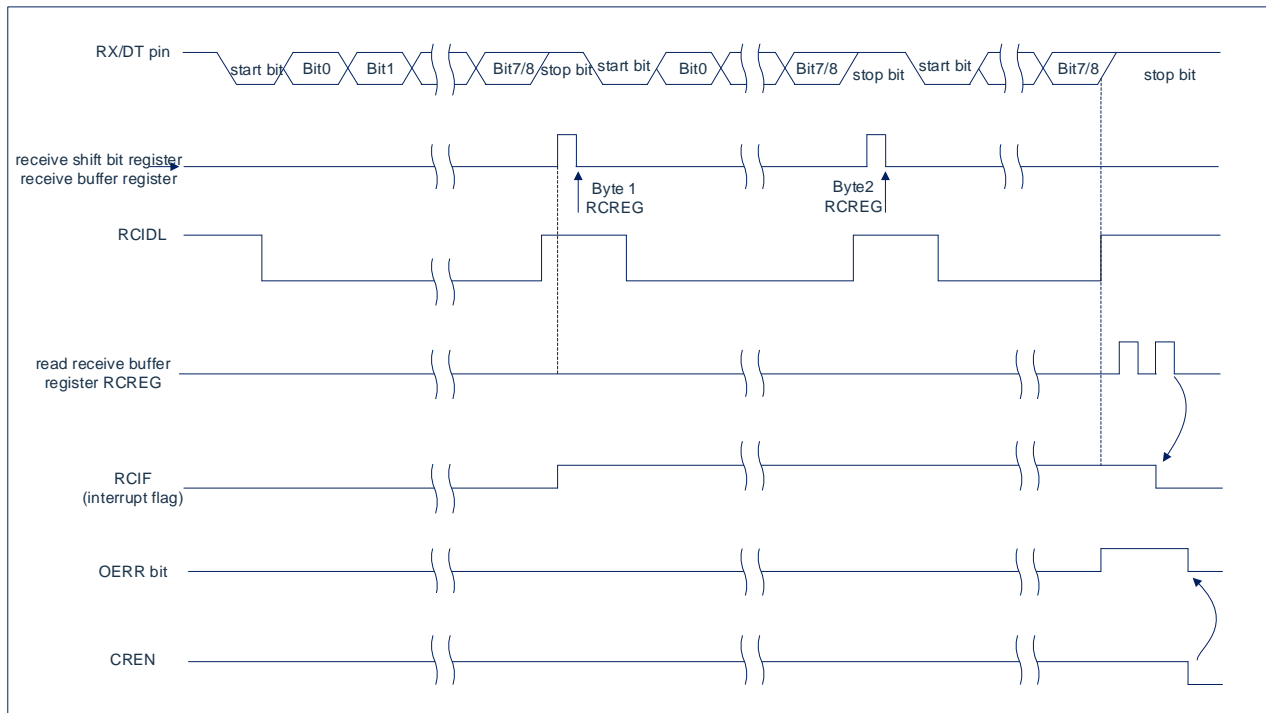 RX/DT pin
start bit Bit0 Bit1 Bit7/8 stop bit start bit Bit0 Bit7/8 stop bit start bit Bit7/8 stop bit
receive shift bit register
receive buffer register
Byte 1
RCREG
Byte2
RCREG
RCIDL
read receive buffer
register RCREG
RCIF
(interrupt flag)
OERR bit
CREN